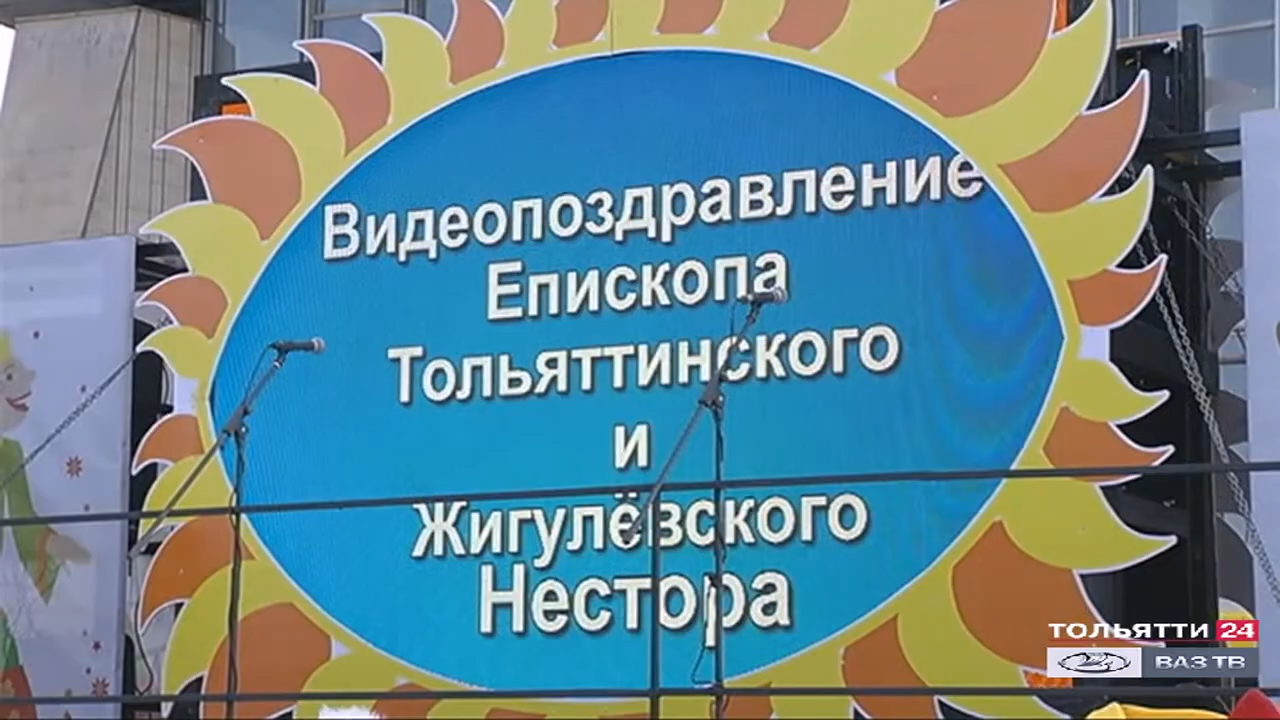 Видеопоздравление
Епископа
Тольяттинского
и
Жигулёвского
Нестора
ТОЛЬЯТТИ 24
ВАЗ ТВ